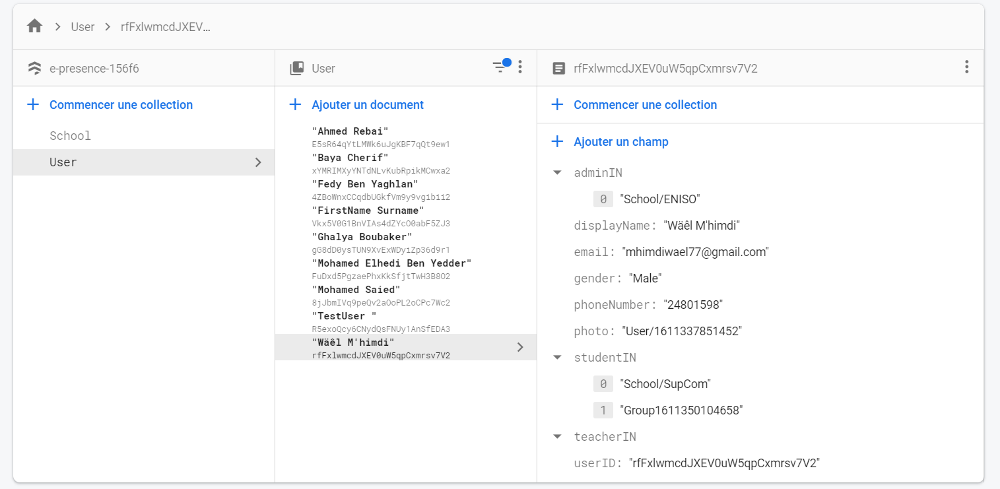 User
rfFxlwmcdJXEV...
e-presence-156f6
Commencer une collection
School
User
User
Ajouter un document
"Ahmed Rebai"
E5sR64qYtLMWk6uJgKBF7qQt9ew1
"Baya Cherif"
xYMRIMXyYNTdNLvKubRpikMCwxa2
"Fedy Ben Yaghlan"
4ZBoWnxCCqdbUGkfVm9y9vgibii2
"FirstName Surname"
Vkx5V0G1BnVIAs4dZYcO0abF5ZJ3
"Ghalya Boubaker"
gG8dD0ysTUN9XvExWDyiZp36d9r1
"Mohamed Elhedi Ben Yedder"
FuDxd5PgzaePhxKkSfjtTwH3B8O2
"Mohamed Saied"
8jJbmIVq9peQv2aOoPL2oCPc7Wc2
"TestUser "
R5exoQcy6CNydQsFNUy1AnSfEDA3
"Wäêl M'himdi"
rfFxlwmcdJXEV0uW5qpCxmrsv7V2
rfFxlwmcdJXEV0uW5qpCxmrsv7V2
Commencer une collection
Ajouter un champ
adminIN
0 "School/ENISO"
displayName: "Wäêl M'himdi"
email: "mhimdiwael77@gmail.com"
gender: "Male"
phoneNumber: "24801598"
photo: "User/1611337851452"
studentIN
0 "School/SupCom"
1 "Group1611350104658"
teacherIN
userID: "rfFxlwmcdJXEV0uW5qpCxmrsv7V2"